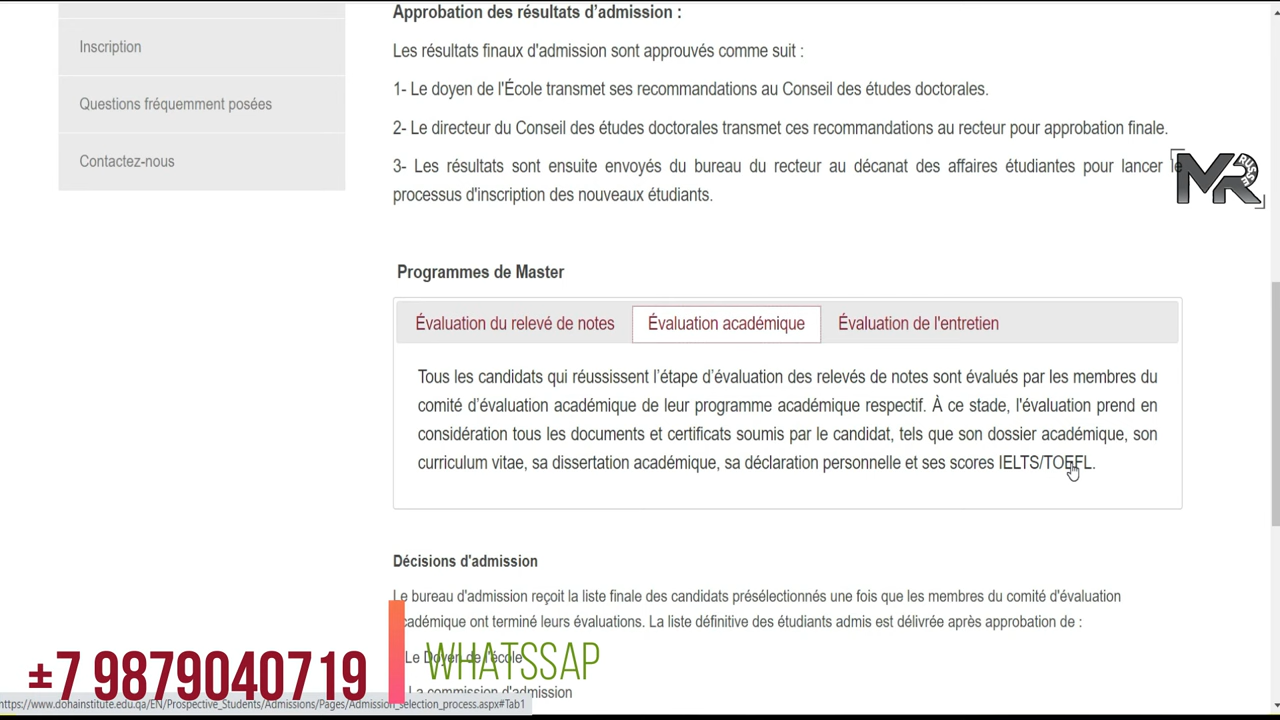 Inscription
Questions fréquemment posées
Contactez-nous
Approbation des résultats d’admission :
Les résultats finaux d'admission sont approuvés comme suit :
1- Le doyen de l'École transmet ses recommandations au Conseil des études doctorales.
2- Le directeur du Conseil des études doctorales transmet ces recommandations au recteur pour approbation finale.
3- Les résultats sont ensuite envoyés du bureau du recteur au décanat des affaires étudiantes pour lancer le
processus d'inscription des nouveaux étudiants.
MR
RUSSE
Programmes de Master
Évaluation du relevé de notes Évaluation académique Évaluation de l'entretien
Tous les candidats qui réussissent l’étape d’évaluation des relevés de notes sont évalués par les membres du
comité d’évaluation académique de leur programme académique respectif. À ce stade, l'évaluation prend en
considération tous les documents et certificats soumis par le candidat, tels que son dossier académique, son
curriculum vitae, sa dissertation académique, sa déclaration personnelle et ses scores IELTS/TOEFL.
Décisions d'admission
Le bureau d'admission reçoit la liste finale des candidats présélectionnés une fois que les membres du comité d'évaluation
académique ont terminé leurs évaluations. La liste définitive des étudiants admis est délivrée après approbation de :
Le Doyen de l'école
La commission d'admission
±7 9879040719
WHATSSAP
https://www.dohainstitute.edu.qa/EN/Prospective_Students/Admissions/Pages/Admission_selection_process.aspx#Tab1